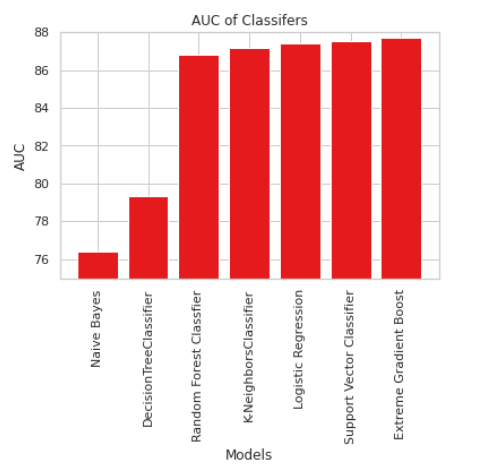 AUC of Classifers
88
86
84
82
80
78
76
AUC
Naive Bayes
DecisionTreeClassifier
Random Forest Classfier
K-NeighborsClassifier
Logistic Regression
Support Vector Classifier
Extreme Gradient Boost
Models